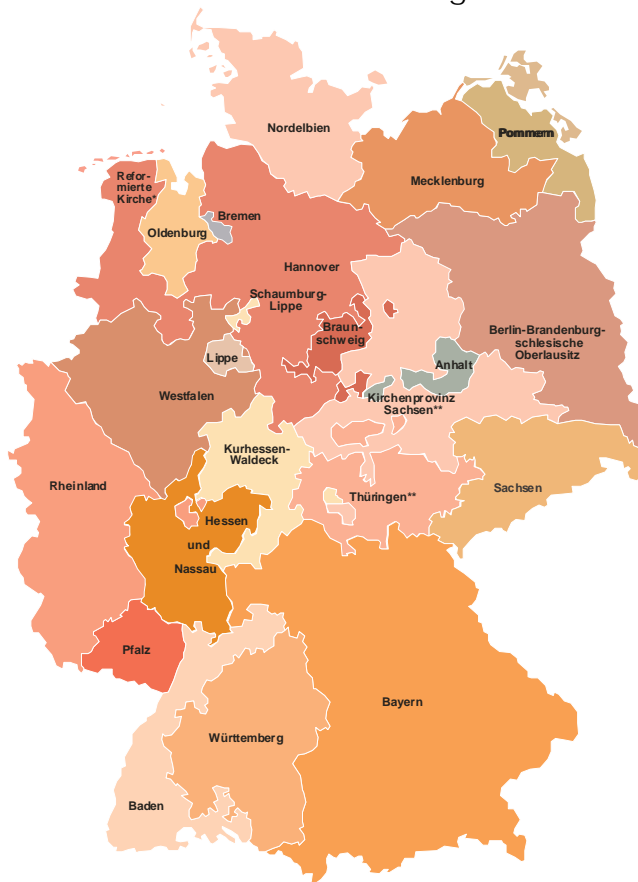 Nordelbien
Pommern
Mecklenburg
Refor-
mierte
Kirche*
Bremen
Oldenburg
Hannover
Schaumburg-
Lippe
Braun-
schweig
Berlin-Brandenburg-
schlesische
Oberlausitz
Lippe
Anhalt
Westfalen
Kirchenprovinz
Sachsen**
Kurhessen-
Waldeck
Rheinland
Thüringen**
Sachsen
Hessen
und
Nassau
Pfalz
Bayern
Württemberg
Baden